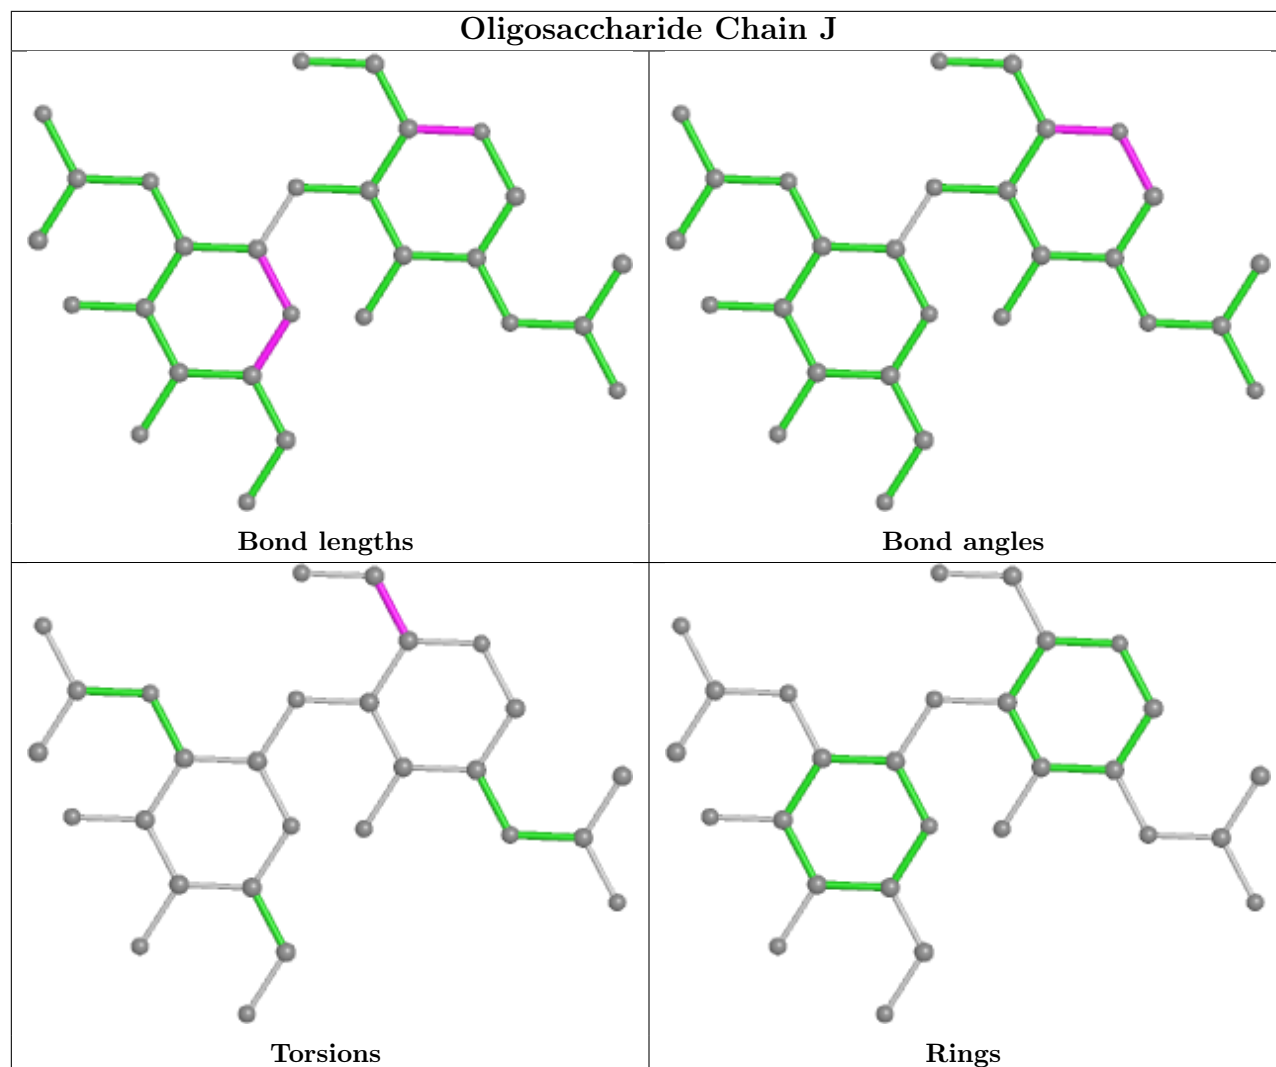 Oligosaccharide Chain J
Bond lengths
Bond angles
Torsions
Rings